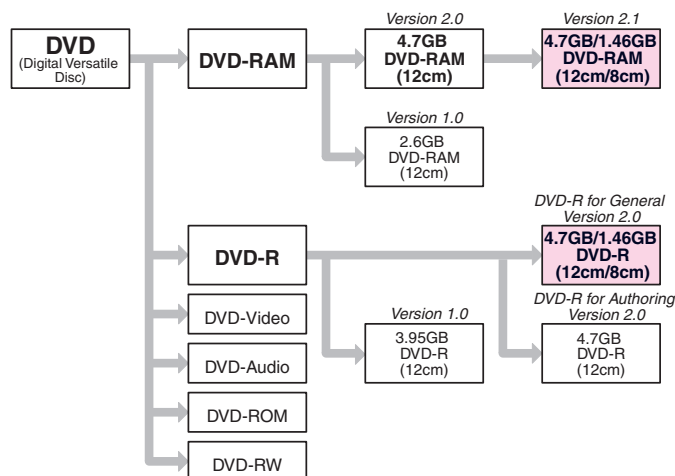 DVD
(Digital Versatile
Disc)
DVD-RAM
Version 2.0
4.7GB
DVD-RAM
(12cm)
Version 2.1
4.7GB/1.46GB
DVD-RAM
(12cm/8cm)
Version 1.0
2.6GB
DVD-RAM
(12cm)
DVD-R
DVD-R for General
Version 2.0
4.7GB/1.46GB
DVD-R
(12cm/8cm)
Version 1.0
3.95GB
DVD-R
(12cm)
DVD-R for Authoring
Version 2.0
4.7GB
DVD-R
(12cm)
DVD-Video
DVD-Audio
DVD-ROM
DVD-RW